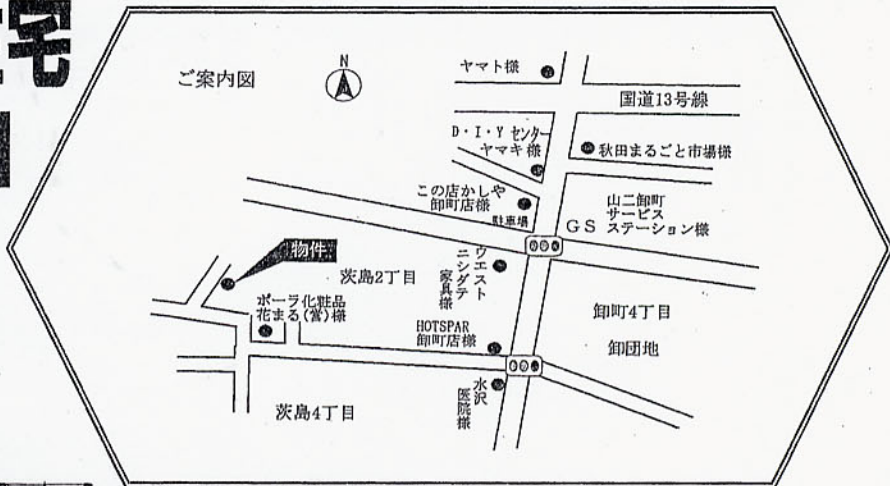 宅
ご案内図
N
ヤマト様
国道13号線
D・I・Y センター
ヤマキ様
秋田まるごと市場様
この店かしや
卸町店様
駐車場
山二卸町
サービス
GS ステーション様
物件
茨島2丁目
ウエスト
ニシダテ
家具様
ポーラ化粧品
花まる(営)様
卸町4丁目
卸団地
HOTSPAR
卸町店様
水沢
医院様
茨島4丁目